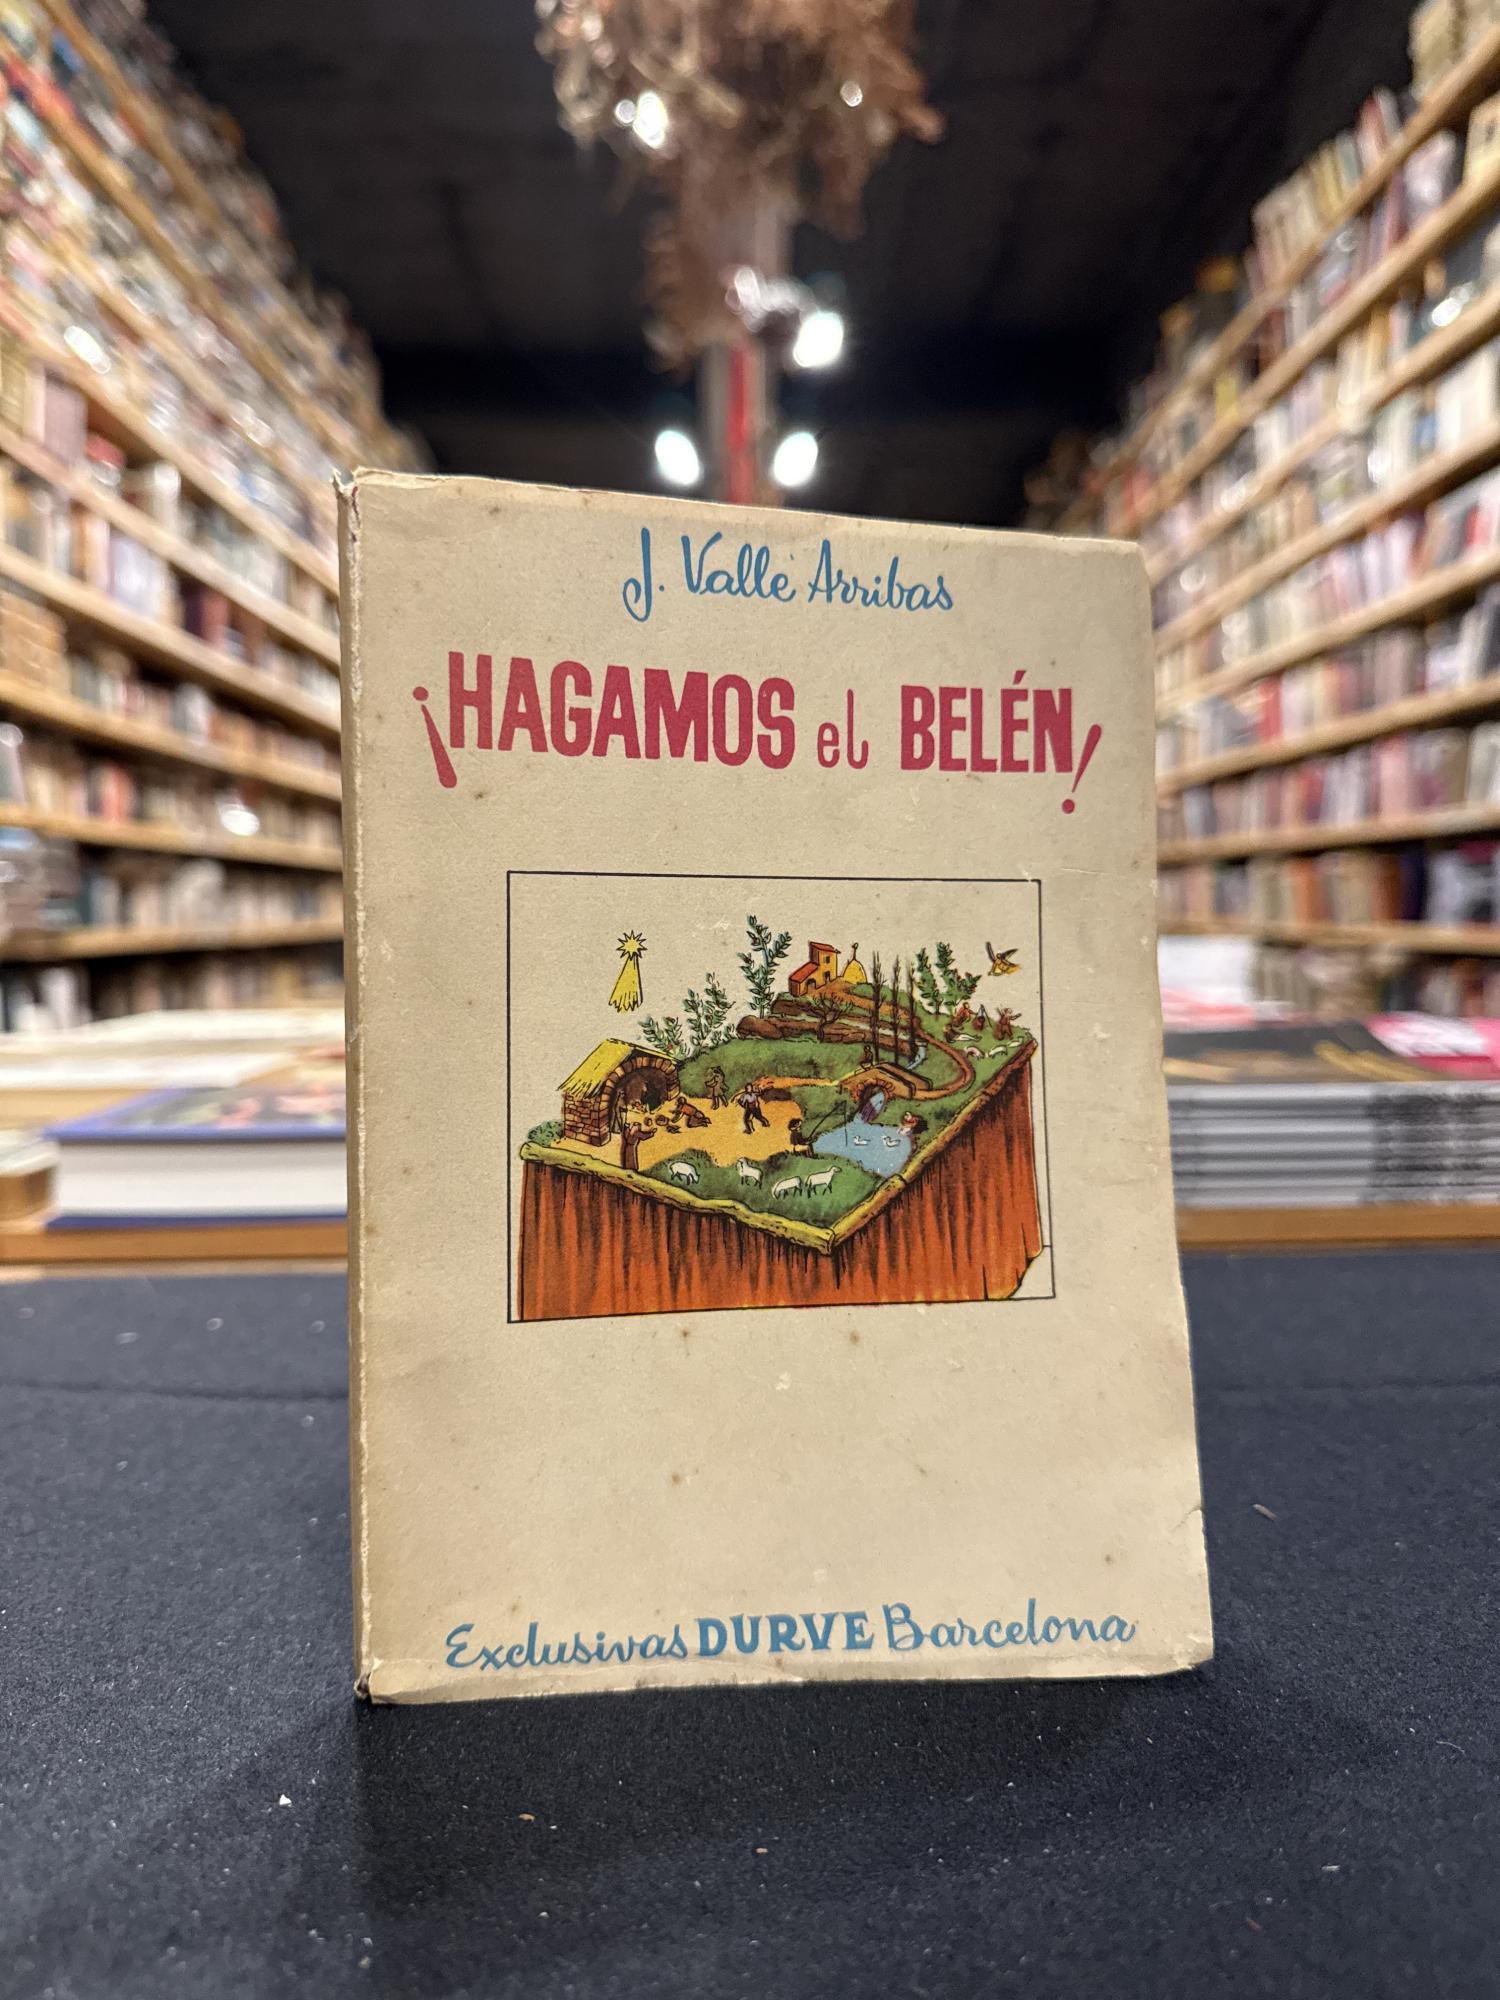 J. Vallé Arribas
¡HAGAMOS el BELÉN!
Exclusivas DURVE Barcelona